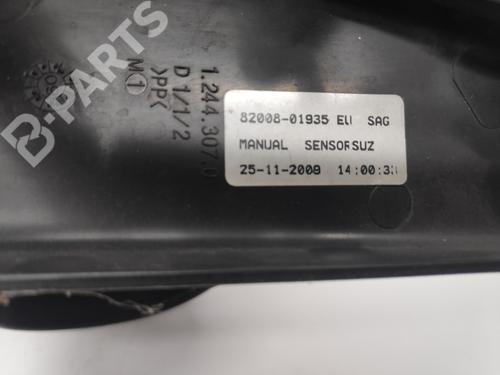 B-PARTS
1.244.307.0
D 1/1/2
>PP<
M 1
82008-01935 EU SAG
MANUAL SENSORSUZ
25-11-2009 14:00:33